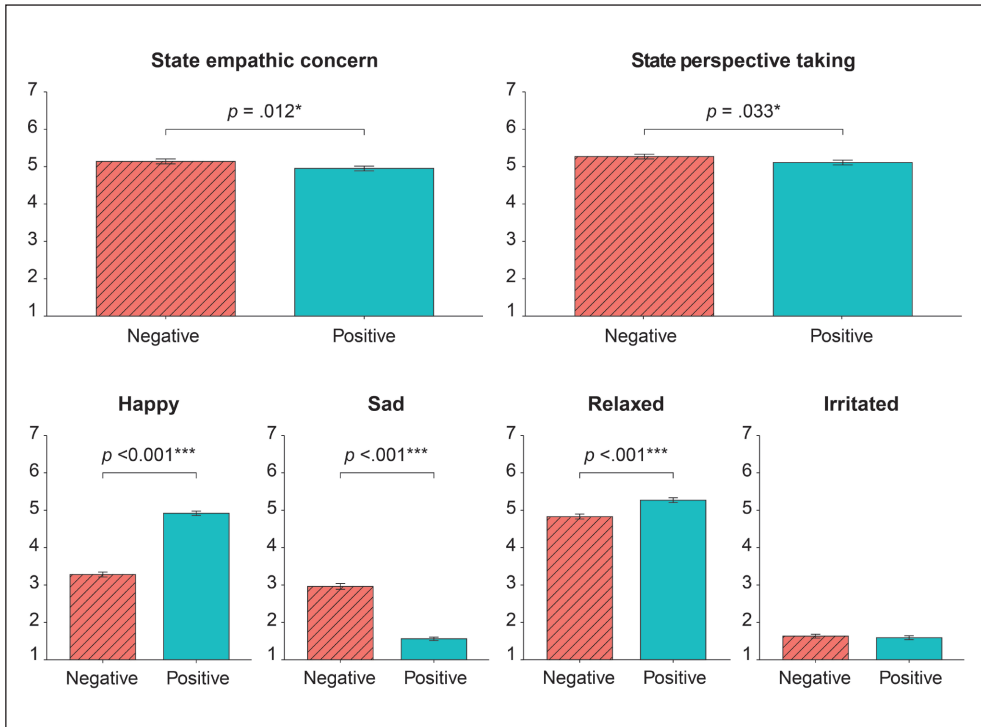 State empathic concern
7
6
5
4
3
2
1
p = .012*
Negative Positive
State perspective taking
7
6
5
4
3
2
1
p = .033*
Negative Positive
Happy
7
6
5
4
3
2
1
p <0.001***
Negative Positive
Sad
7
6
5
4
3
2
1
p <.001***
Negative Positive
Relaxed
7
6
5
4
3
2
1
p <.001***
Negative Positive
Irritated
7
6
5
4
3
2
1
Negative Positive